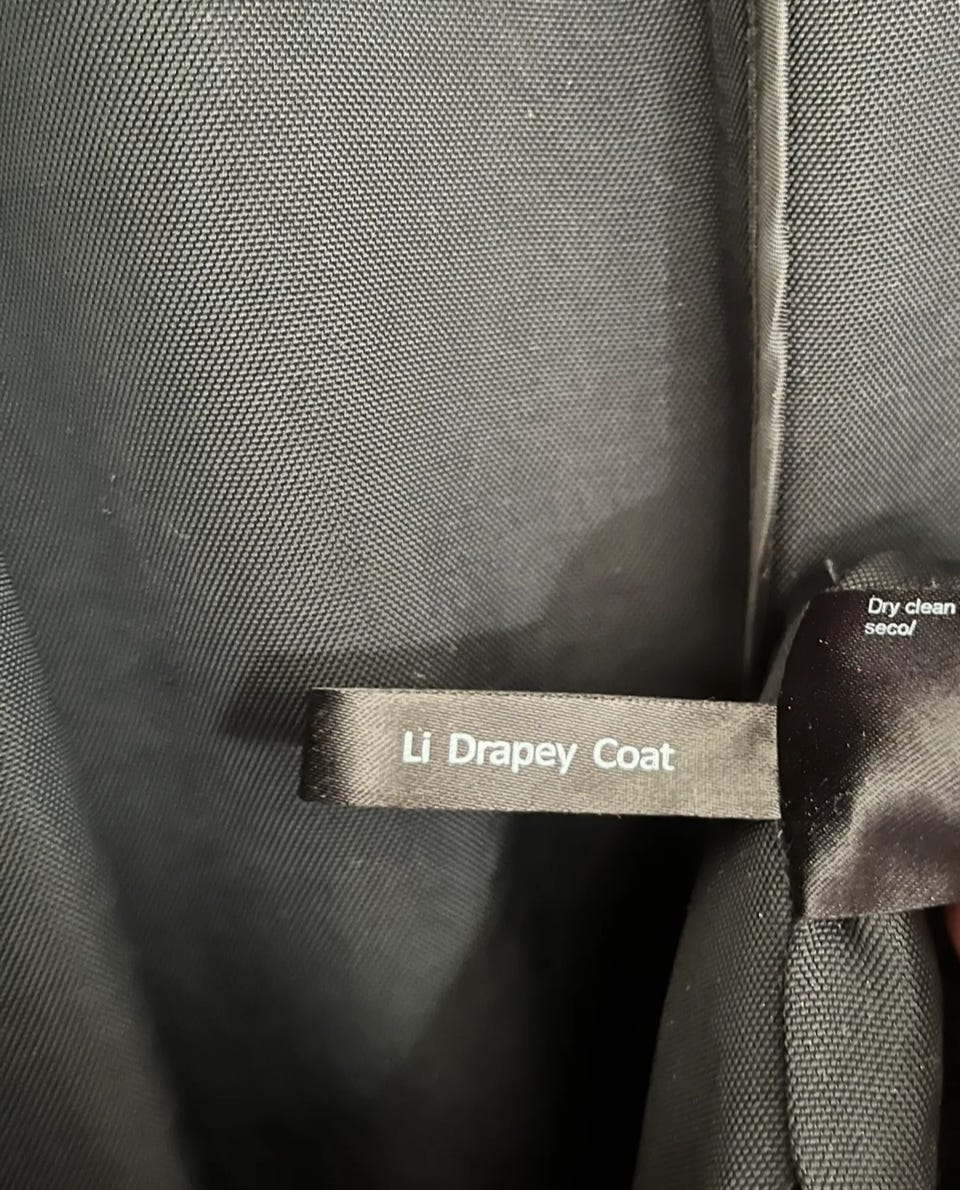 Li Drapey Coat
Dry clean
seco/